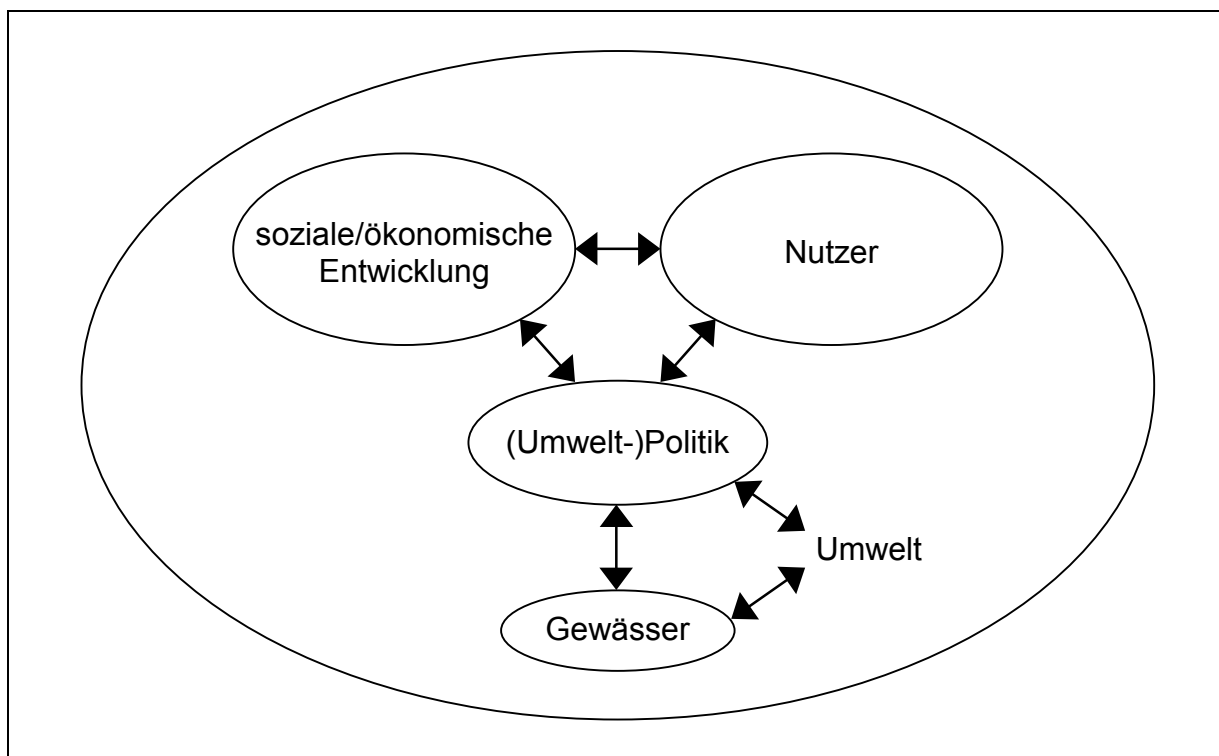 soziale/ökonomische
Entwicklung
Nutzer
(Umwelt-)Politik
Umwelt
Gewässer